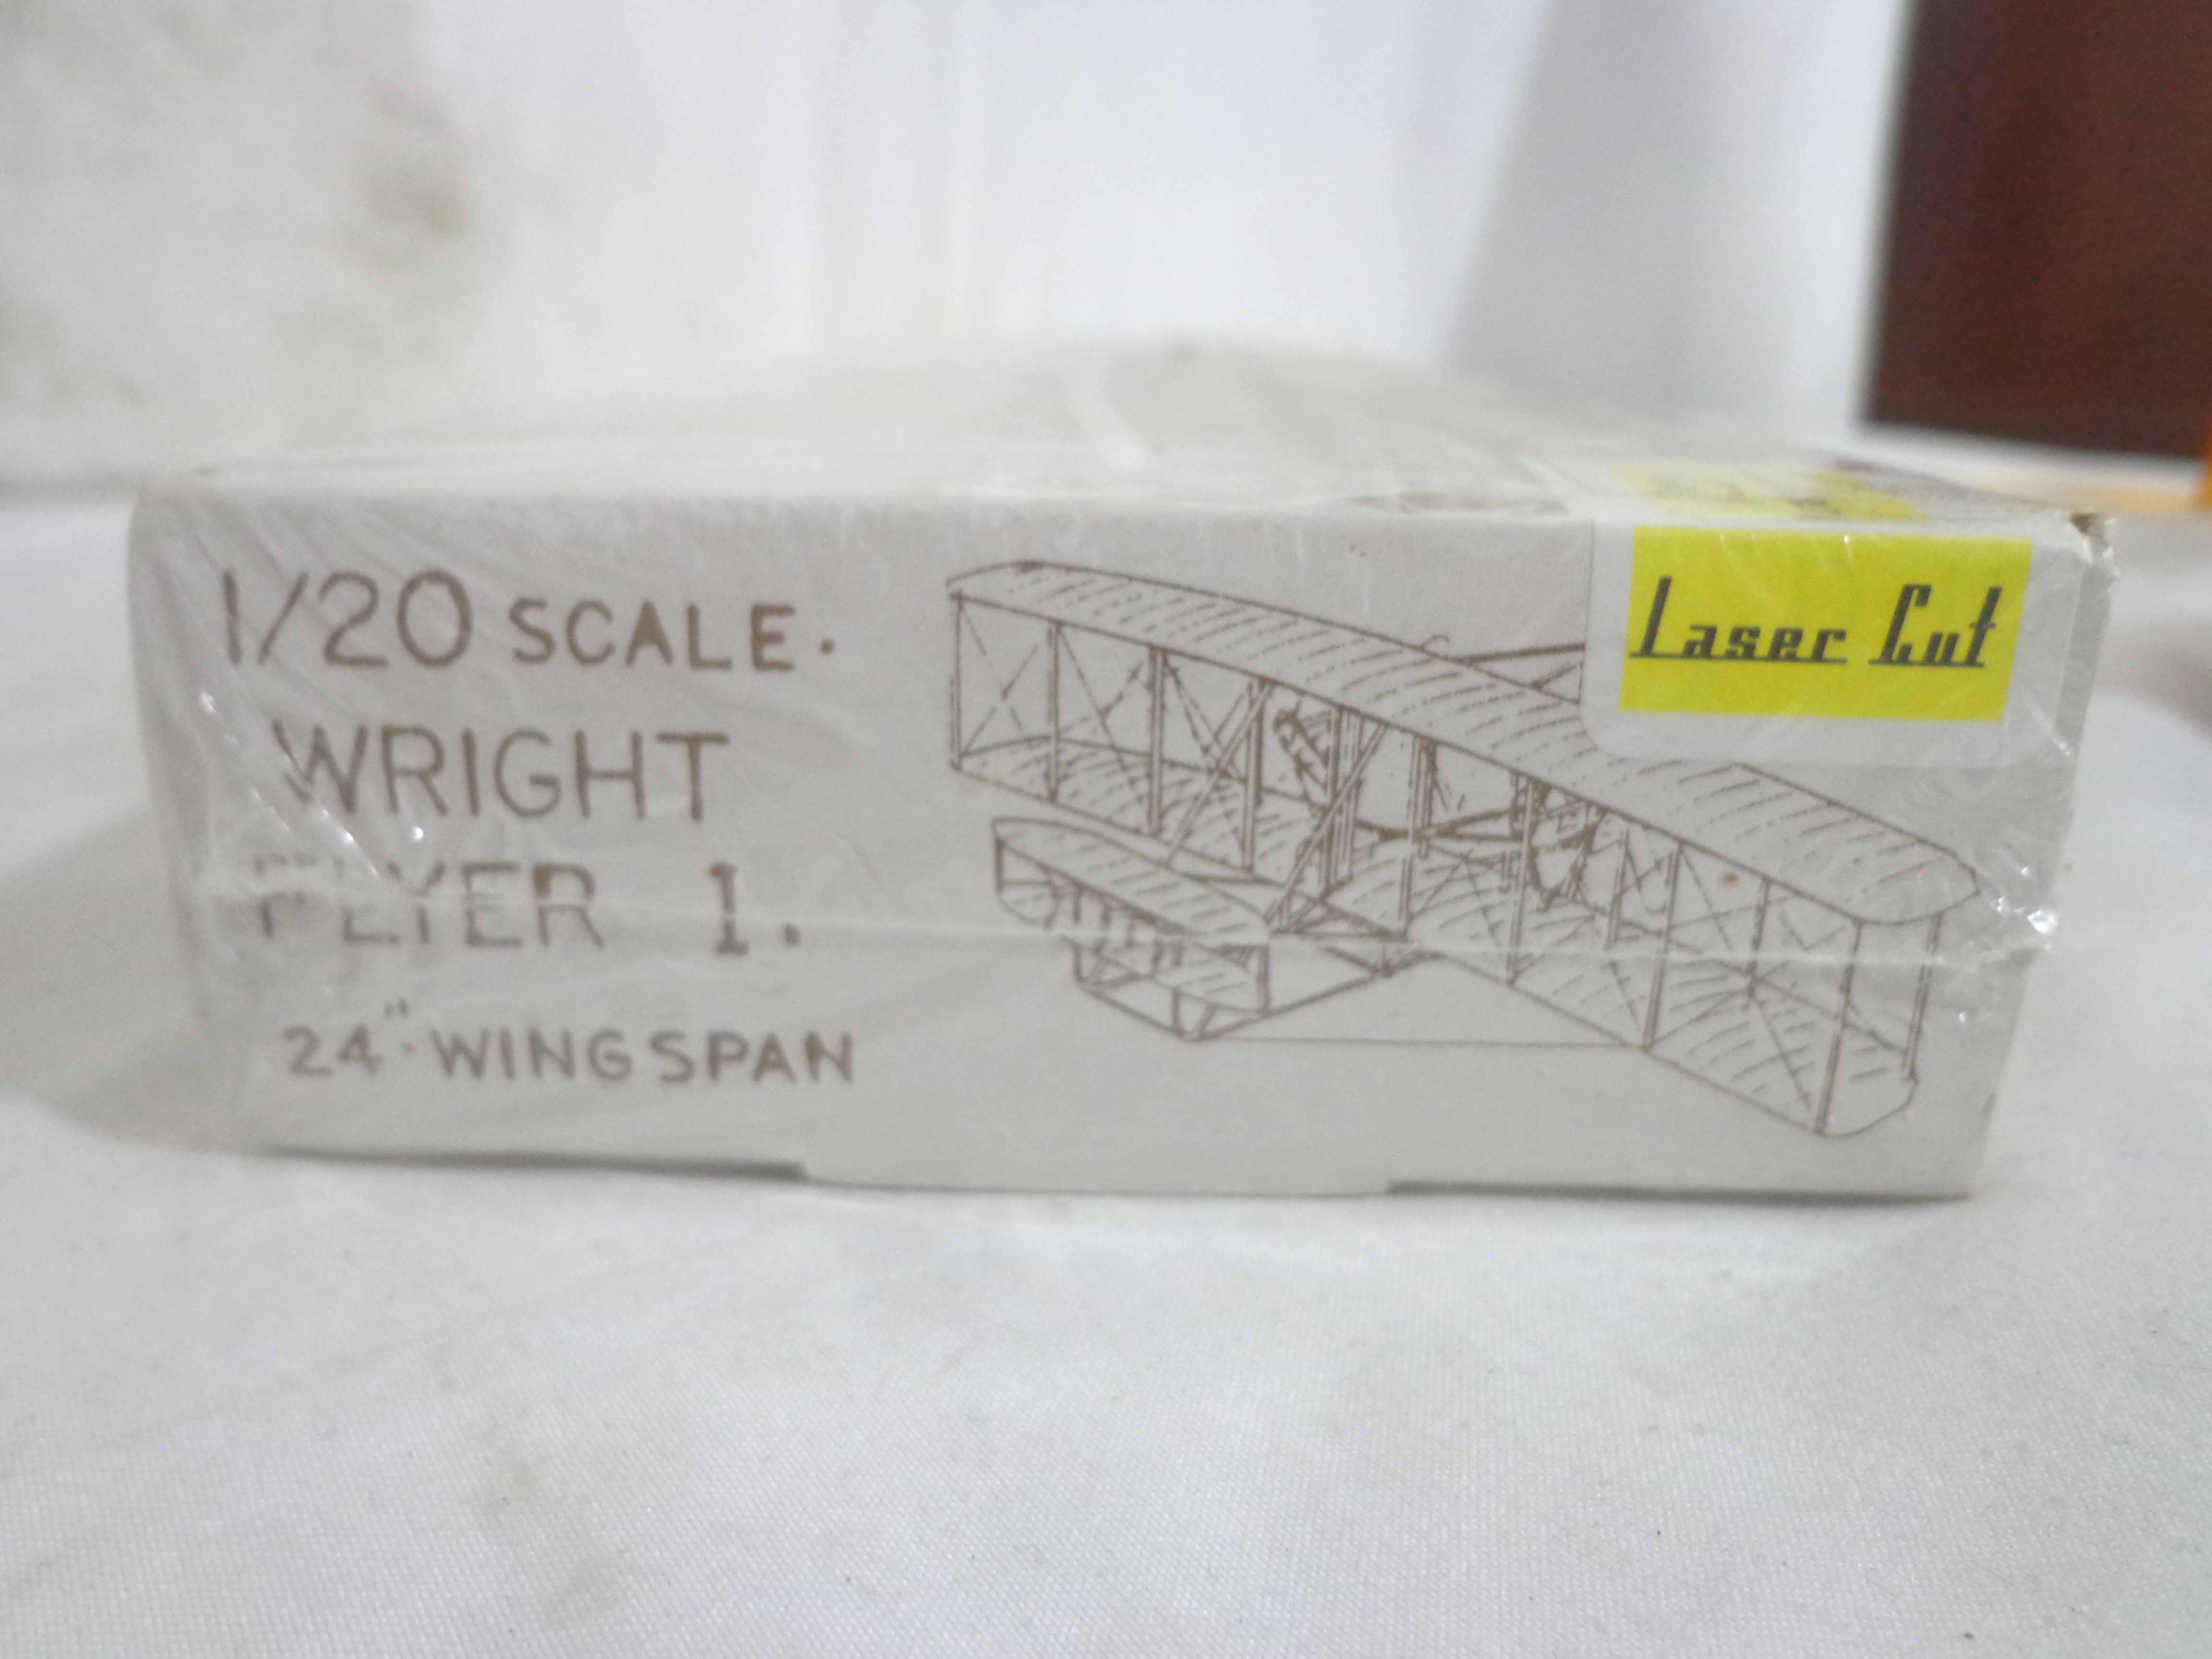 1/20 SCALE.
WRIGHT
FLYER 1.
24" WINGSPAN
Laser Cut